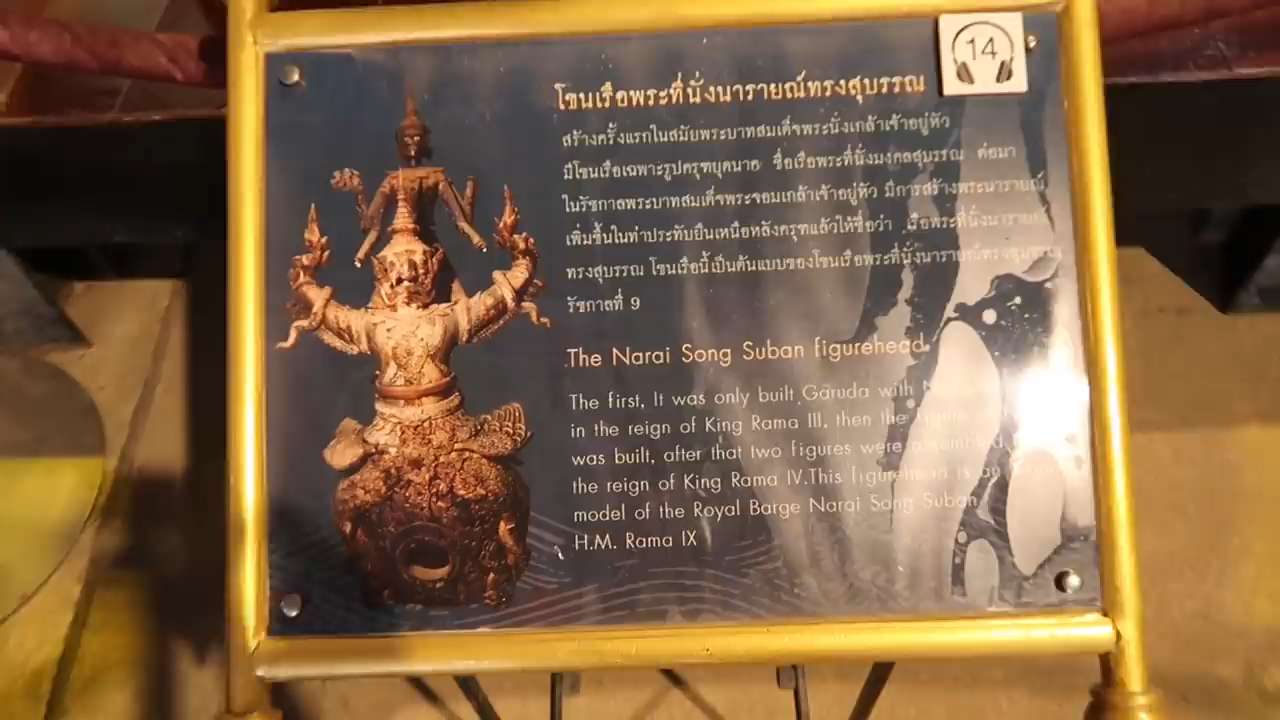 14
โขนเรือพระที่นั่งนารายณ์ทรงสุบรรณ
สร้างครั้งแรกในสมัยพระบาทสมเด็จพระนั่งเกล้าเจ้าอยู่หัว
มีโขนเรือเฉพาะรูปครุฑยุดนาค ชื่อเรือพระที่นั่งมงคลสุบรรณ ต่อมา
ในรัชกาลพระบาทสมเด็จพระจอมเกล้าเจ้าอยู่หัว มีการสร้างพระนารายณ์
เพิ่มขึ้นในท่าประทับยืนเหนือหลังครุฑแล้วให้ชื่อว่า เรือพระที่นั่งนารายณ์
ทรงสุบรรณ โขนเรือนี้เป็นต้นแบบของโขนเรือพระที่นั่งนารายณ์ทรงสุบรรณ
รัชกาลที่ 9
The Narai Song Suban figurehead.
The first, It was only built Garuda with
in the reign of King Rama III, then the
was built, after that two figures were
the reign of King Rama IV.This figurehead is
model of the Royal Barge Narai Song Suban
H.M. Rama IX